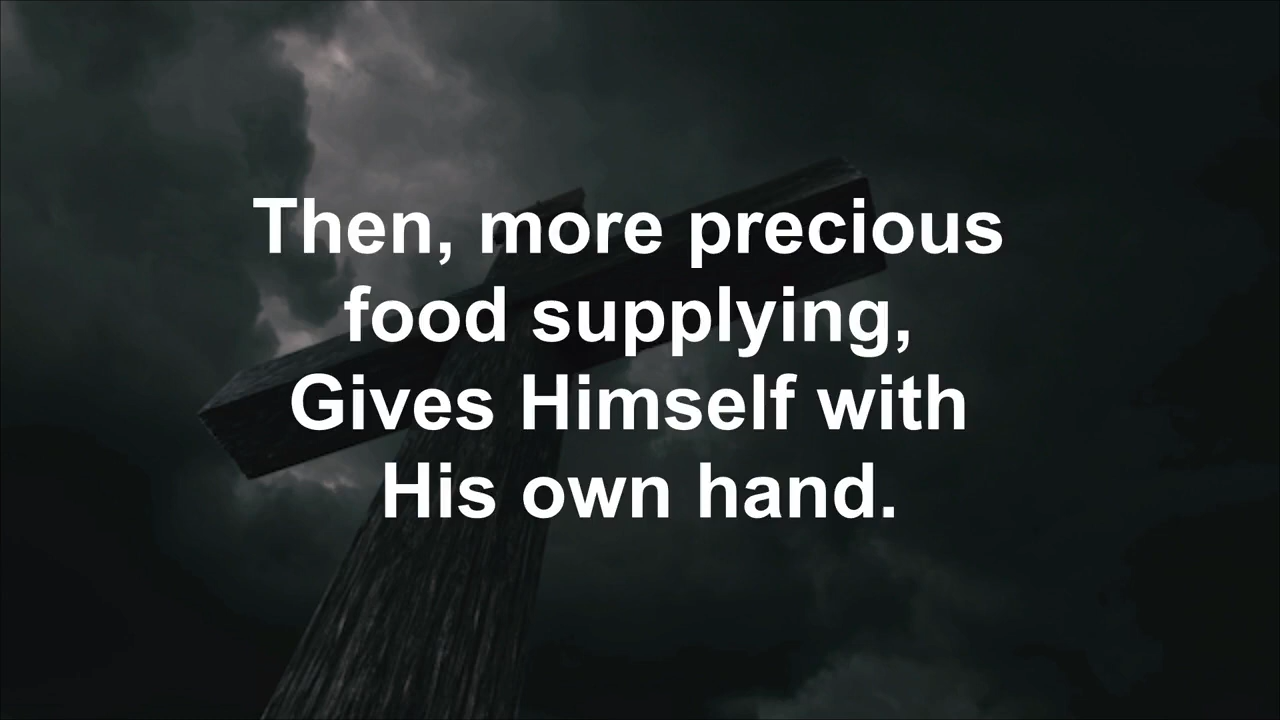 Then, more precious
food supplying,
Gives Himself with
His own hand.